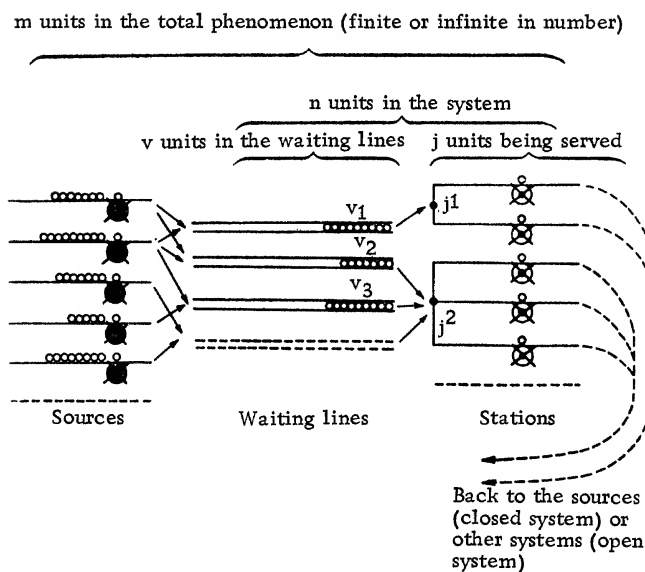 m units in the total phenomenon (finite or infinite in number)
n units in the system
v units in the waiting lines
j units being served
v1
j1
v2
v3
j2
Sources
Waiting lines
Stations
Back to the sources
(closed system) or
other systems (open
system)